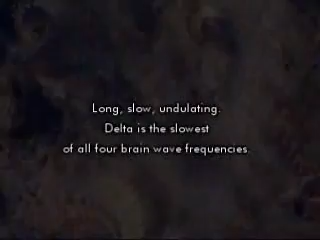 Long, slow, undulating.
Delta is the slowest
of all four brain wave frequencies.